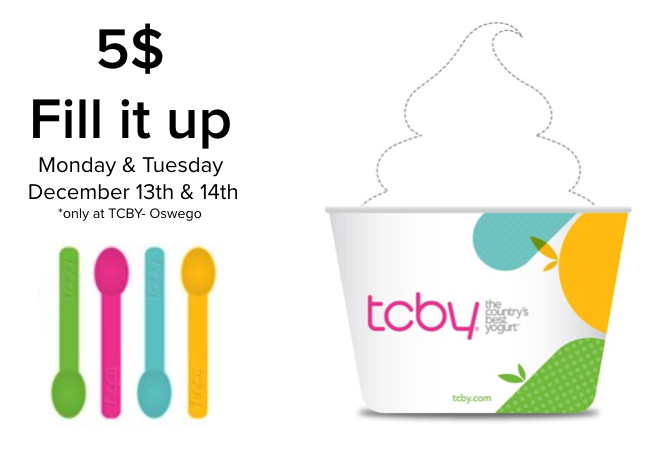 5$
Fill it up
Monday & Tuesday
December 13th & 14th
*only at TCBY- Oswego
tcby
the
country's
best
yogurt
tcby.com